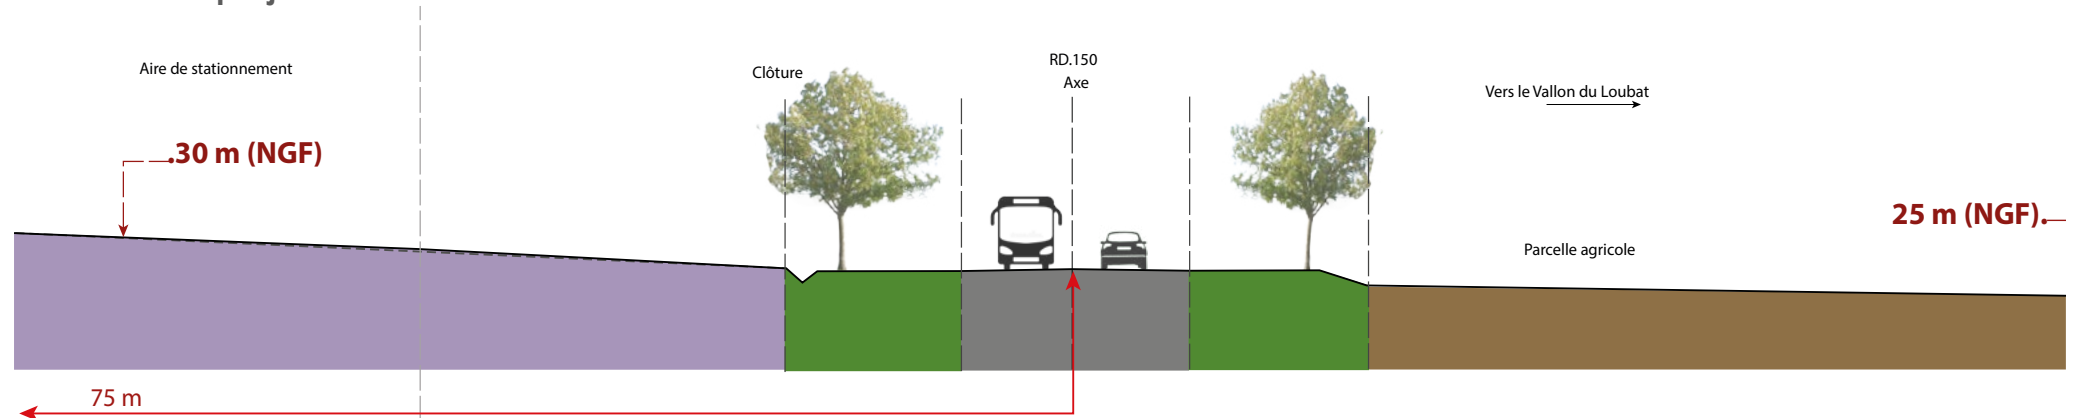 Aire de stationnement
Clôture
RD.150
Axe
Vers le Vallon du Loubat
.30 m (NGF)
25 m (NGF).
Parcelle agricole
75 m